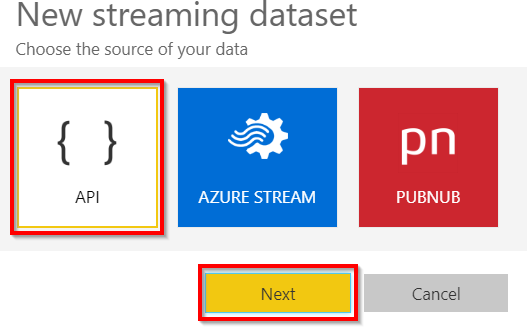 New streaming dataset
Choose the source of your data
{ } pn
API AZURE STREAM PUBNUB
Next Cancel